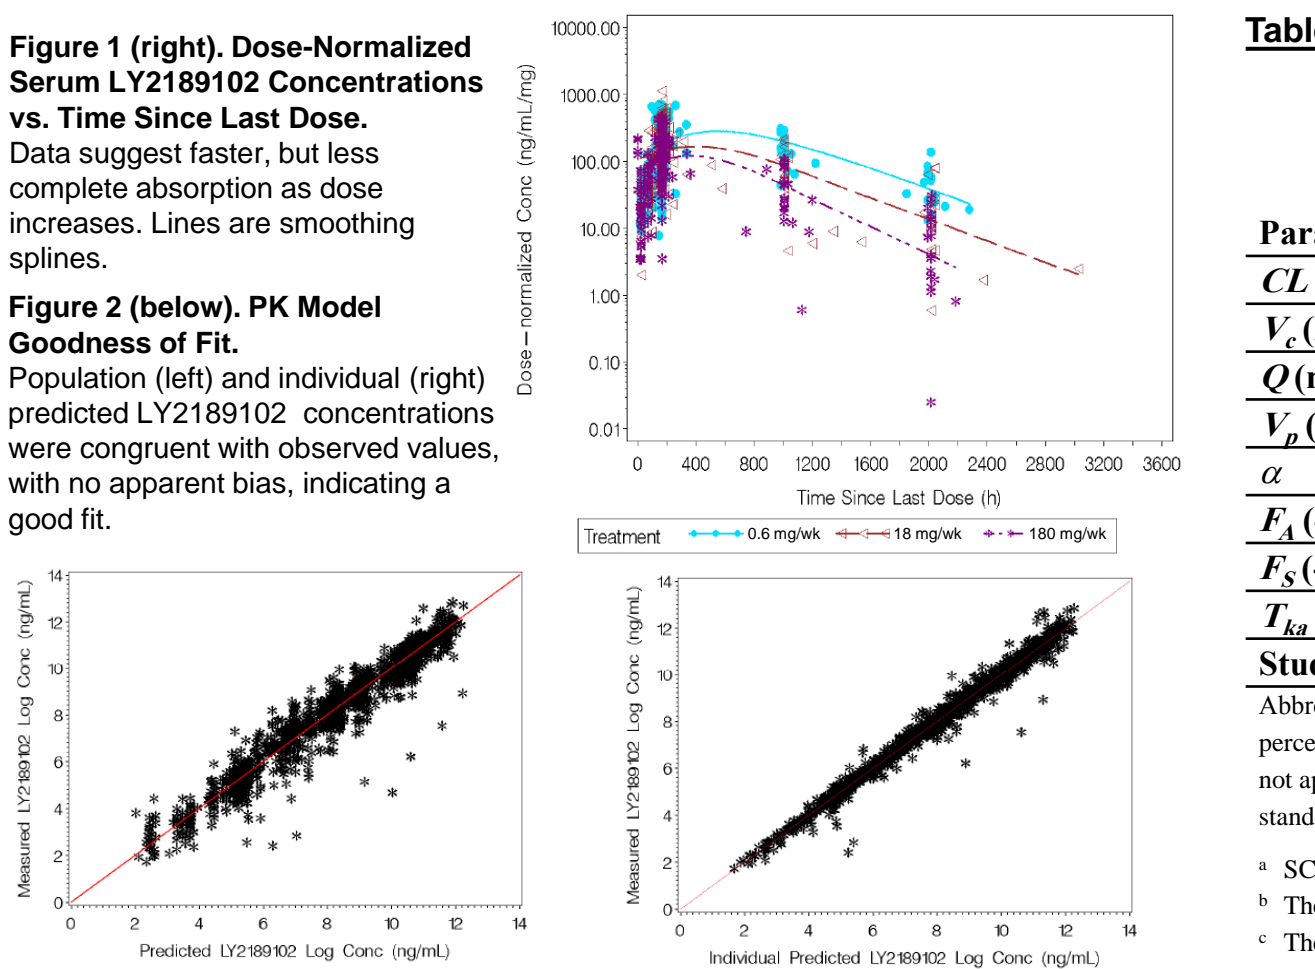 Figure 1 (right). Dose-Normalized
Serum LY2189102 Concentrations
vs. Time Since Last Dose.
Data suggest faster, but less
complete absorption as dose
increases. Lines are smoothing
splines.
Figure 2 (below). PK Model
Goodness of Fit.
Population (left) and individual (right)
predicted LY2189102 concentrations
were congruent with observed values,
with no apparent bias, indicating a
good fit.
Dose–normalized Conc (ng/mL/mg)
10000.00
1000.00
100.00
10.00
1.00
0.10
0.01
0 400 800 1200 1600 2000 2400 2800 3200 3600
Time Since Last Dose (h)
Treatment 0.6 mg/wk 18 mg/wk 180 mg/wk
Measured LY2189102 Log Conc (ng/mL)
14
12
10
8
6
4
2
0
0 2 4 6 8 10 12 14
Predicted LY2189102 Log Conc (ng/mL)
Measured LY2189102 Log Conc (ng/mL)
14
12
10
8
6
4
2
0
0 2 4 6 8 10 12 14
Individual Predicted LY2189102 Log Conc (ng/mL)
CL
Vc
Q
Vp
α
FA
FS
Tka
a SC
b
c